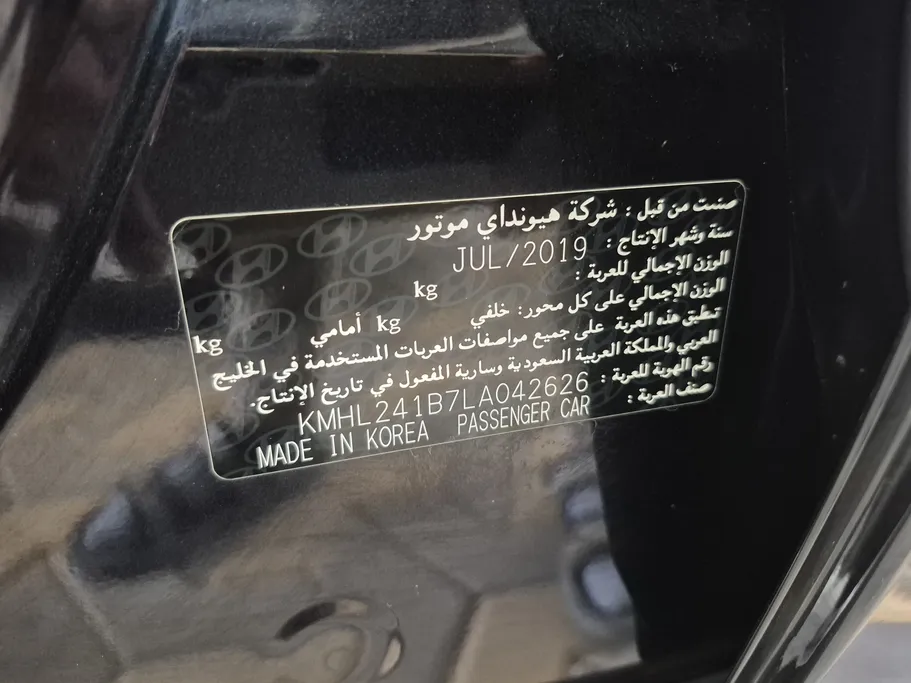 صنعت من قبل : شركة هيونداي موتور
سنة وشهر الإنتاج : JUL/2019
الوزن الإجمالي للعربة : kg
الوزن الإجمالي على كل محور: خلفي kg أمامي kg
تطبق هذه العربة على جميع مواصفات العربات المستخدمة في الخليج
العربي والمملكة العربية السعودية وسارية المفعول في تاريخ الإنتاج.
رقم الهوية للعربة : KMHL241B7LA042626
صنف العربة : PASSENGER CAR MADE IN KOREA